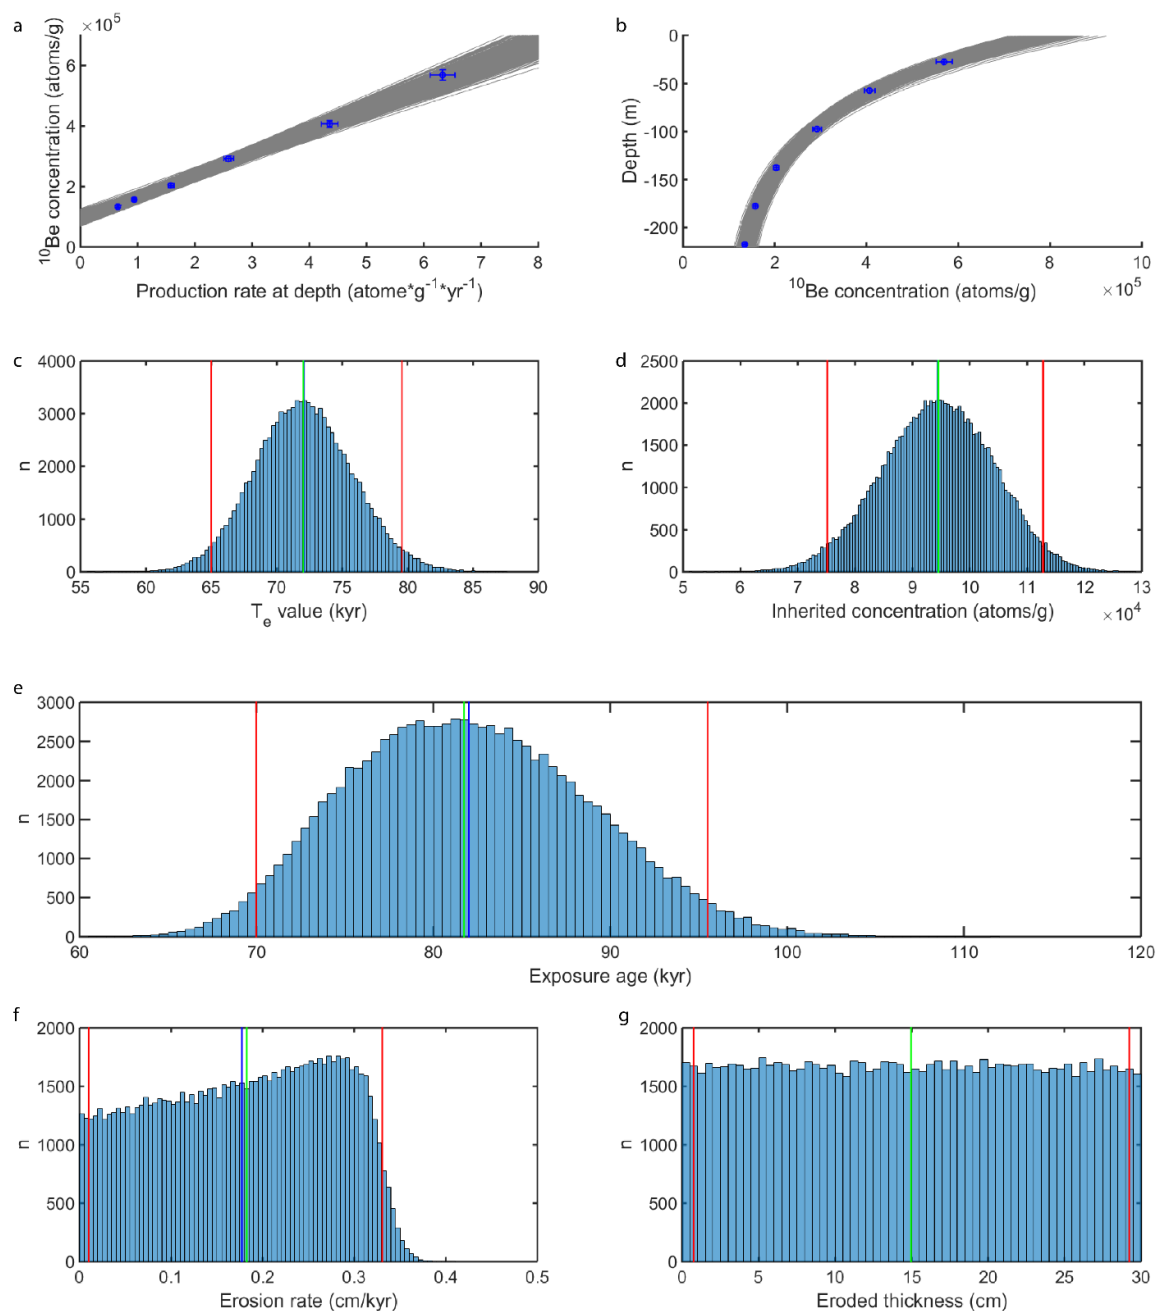 a
×10⁵
¹⁰Be concentration (atoms/g)
6
4
2
0
0 1 2 3 4 5 6 7 8
Production rate at depth (atome*g⁻¹*yr⁻¹)
b
Depth (m)
0
-50
-100
-150
-200
0 2 4 6 8 10
¹⁰Be concentration (atoms/g) ×10⁵
c
n
4000
3000
2000
1000
0
55 60 65 70 75 80 85 90
Tₑ value (kyr)
d
n
2500
2000
1500
1000
500
0
5 6 7 8 9 10 11 12 13
Inherited concentration (atoms/g) ×10⁴
e
n
3000
2500
2000
1500
1000
500
0
60 70 80 90 100 110 120
Exposure age (kyr)
f
n
2000
1500
1000
500
0
0 0.1 0.2 0.3 0.4 0.5
Erosion rate (cm/kyr)
g
n
2000
1500
1000
500
0
0 5 10 15 20 25 30
Eroded thickness (cm)